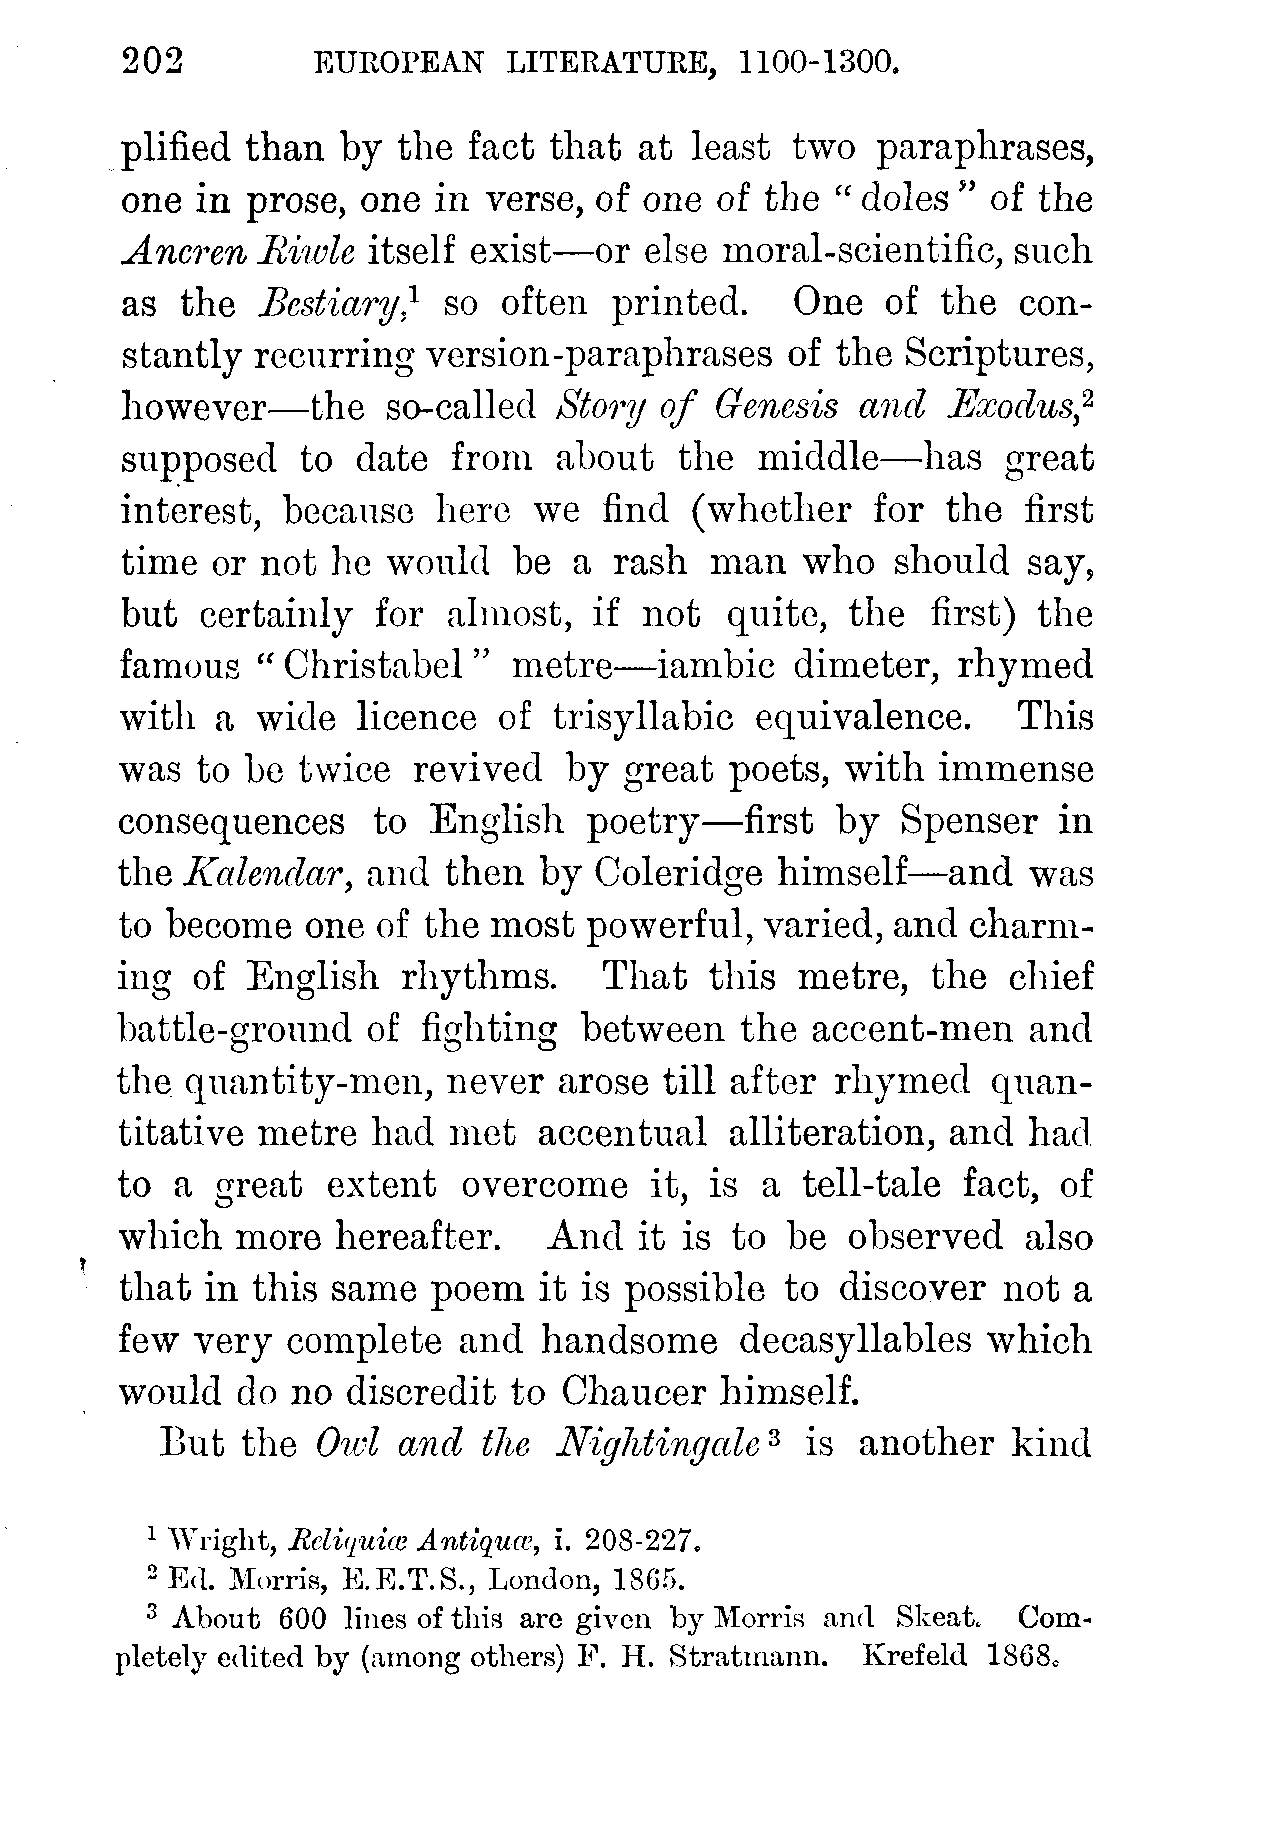 202 EUROPEAN LITERATURE, 1100-1300.
plified than by the fact that at least two paraphrases,
one in prose, one in verse, of one of the “doles” of the
Ancren Riwle itself exist—or else moral-scientific, such
as the Bestiary,¹ so often printed. One of the con-
stantly recurring version-paraphrases of the Scriptures,
however—the so-called Story of Genesis and Exodus,²
supposed to date from about the middle—has great
interest, because here we find (whether for the first
time or not he would be a rash man who should say,
but certainly for almost, if not quite, the first) the
famous “Christabel” metre—iambic dimeter, rhymed
with a wide licence of trisyllabic equivalence. This
was to be twice revived by great poets, with immense
consequences to English poetry—first by Spenser in
the Kalendar, and then by Coleridge himself—and was
to become one of the most powerful, varied, and charm-
ing of English rhythms. That this metre, the chief
battle-ground of fighting between the accent-men and
the quantity-men, never arose till after rhymed quan-
titative metre had met accentual alliteration, and had
to a great extent overcome it, is a tell-tale fact, of
which more hereafter. And it is to be observed also
that in this same poem it is possible to discover not a
few very complete and handsome decasyllables which
would do no discredit to Chaucer himself.
But the Owl and the Nightingale³ is another kind
¹ Wright, Reliquiæ Antiquæ, i. 208-227.
² Ed. Morris, E.E.T.S., London, 1865.
³ About 600 lines of this are given by Morris and Skeat. Com-
pletely edited by (among others) F. H. Stratmann. Krefeld 1868.